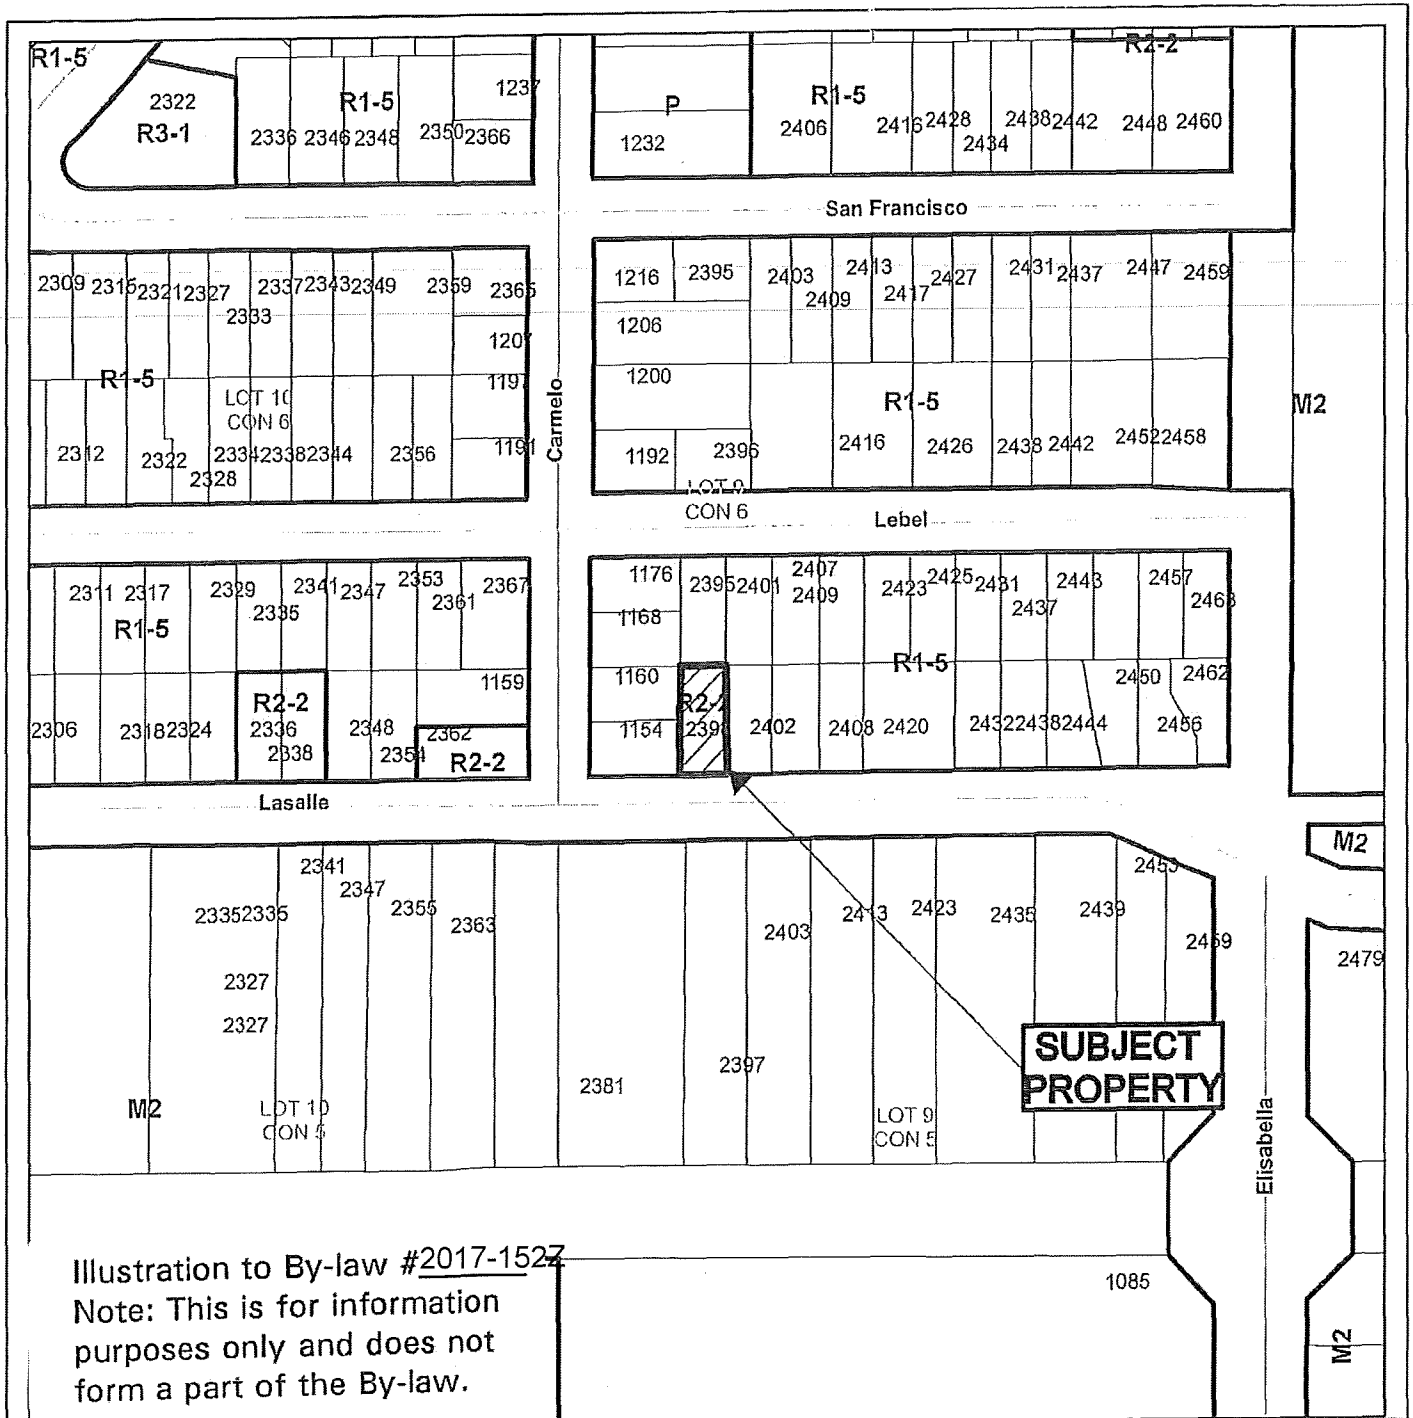 R1-5
2322
R3-1
R1-5
2336 2346 2348 2350 2366
1237
P
1232
R1-5
2406 2416 2428 2434 2438 2442 2448 2460
R2-2
San Francisco
2309 2315 2321 2327 2333 2337 2343 2349 2359 2365
1207
1197
1191
R1-5
LOT 10
CON 6
2312 2322 2328 2334 2338 2344 2356
Carmelo
1216 2395 2403 2409 2413 2417 2427 2431 2437 2447 2459
1206
1200
1192 2396
R1-5
2416 2426 2438 2442 2452 2458
M2
LOT 9
CON 6
Lebel
2311 2317 2329 2335 2341 2347 2353 2361 2367
R1-5
1159
R2-2
2306 2318 2324 2336 2338 2348 2354 2362
R2-2
1176 2395 2401 2407 2409 2423 2425 2431 2437 2443 2457 2463
1168
1160
1154
R1-5
2402 2408 2420 2432 2438 2444 2450 2456 2462
Lasalle
M2
2341
2347
2335 2335 2355 2363
2327
2327
M2
LOT 10
CON 5
2381
2397
2403 2413 2423 2435 2439 2453 2459
2479
LOT 9
CON 5
SUBJECT
PROPERTY
Elisabella
1085
M2
Illustration to By-law #2017-152Z
Note: This is for information
purposes only and does not
form a part of the By-law.